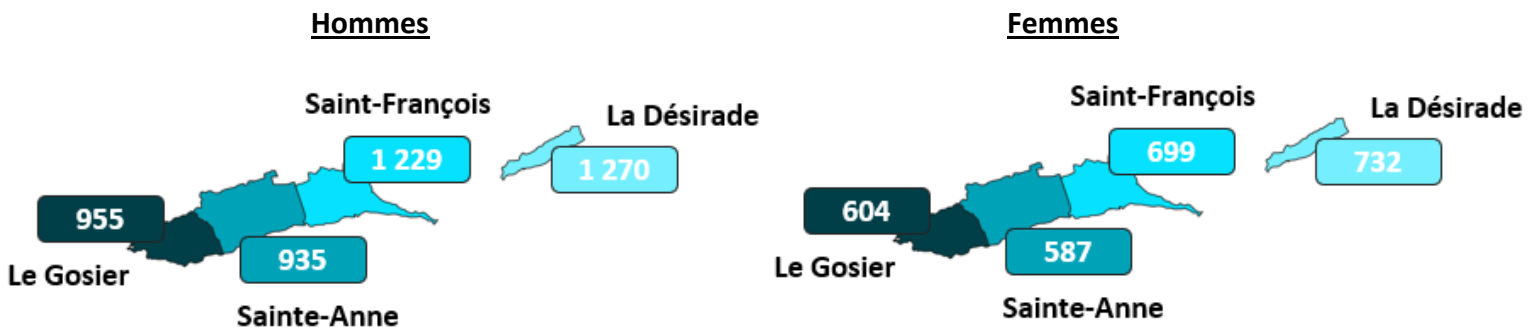 Hommes
Saint-François
La Désirade
1 229
1 270
955
935
Le Gosier
Sainte-Anne
Femmes
Saint-François
La Désirade
699
732
604
587
Le Gosier
Sainte-Anne